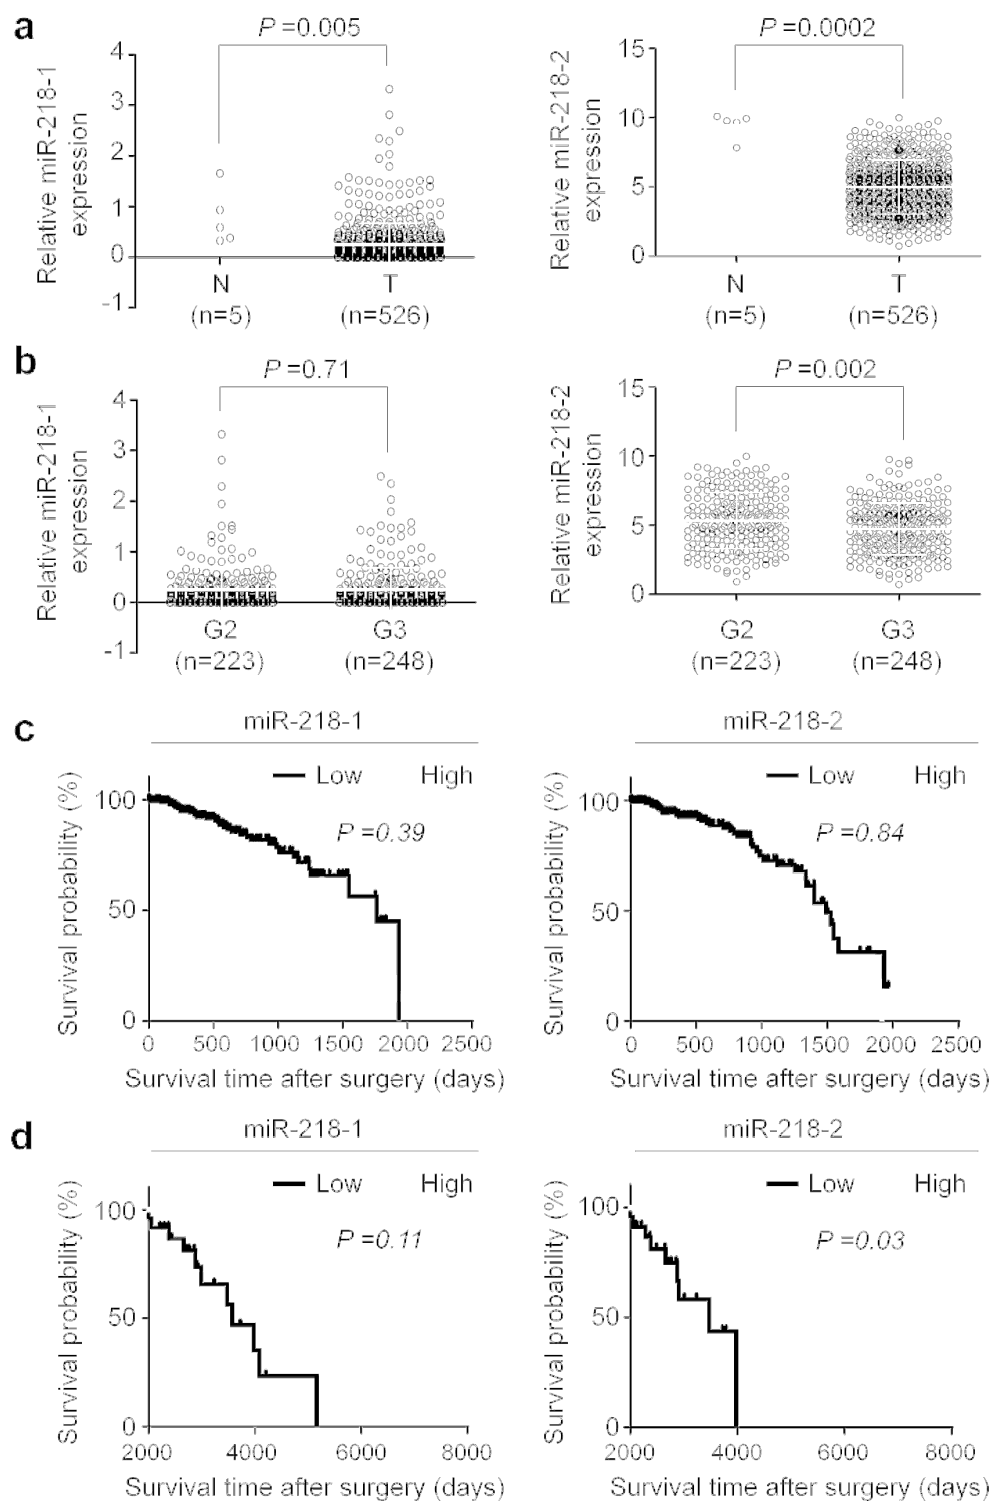 a
P =0.005
P =0.0002
Relative miR-218-1
expression
4
3
2
1
0
-1
N
T
(n=5)
(n=526)
Relative miR-218-2
expression
15
10
5
0
N
T
(n=5)
(n=526)
b
P =0.71
P =0.002
Relative miR-218-1
expression
4
3
2
1
0
-1
G2
G3
(n=223)
(n=248)
Relative miR-218-2
expression
15
10
5
0
G2
G3
(n=223)
(n=248)
c
miR-218-1
Low High
P =0.39
Survival probability (%)
100
50
0
0 500 1000 1500 2000 2500
Survival time after surgery (days)
miR-218-2
Low High
P =0.84
Survival probability (%)
100
50
0
0 500 1000 1500 2000 2500
Survival time after surgery (days)
d
miR-218-1
Low High
P =0.11
Survival probability (%)
100
50
0
2000 4000 6000 8000
Survival time after surgery (days)
miR-218-2
Low High
P =0.03
Survival probability (%)
100
50
0
2000 4000 6000 8000
Survival time after surgery (days)